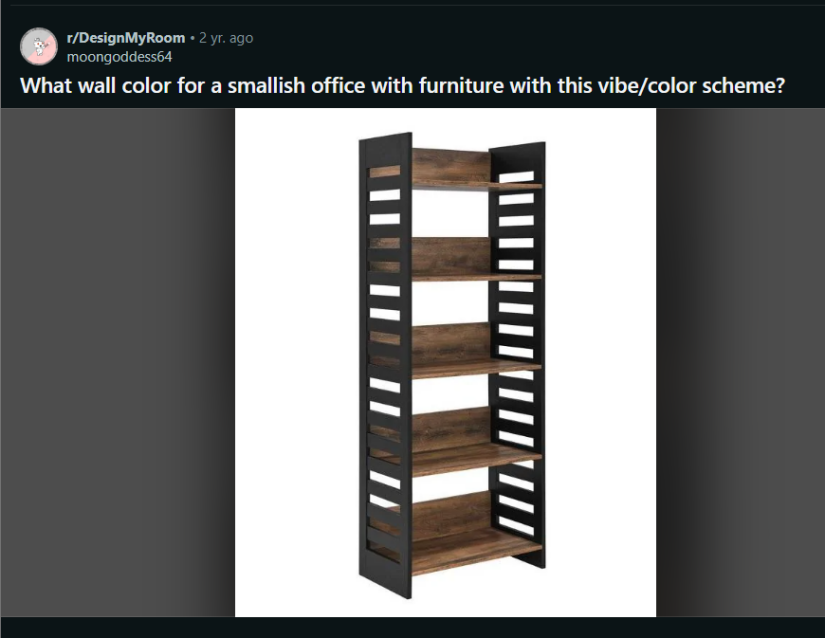 r/DesignMyRoom • 2 yr. ago
moongoddess64
What wall color for a smallish office with furniture with this vibe/color scheme?